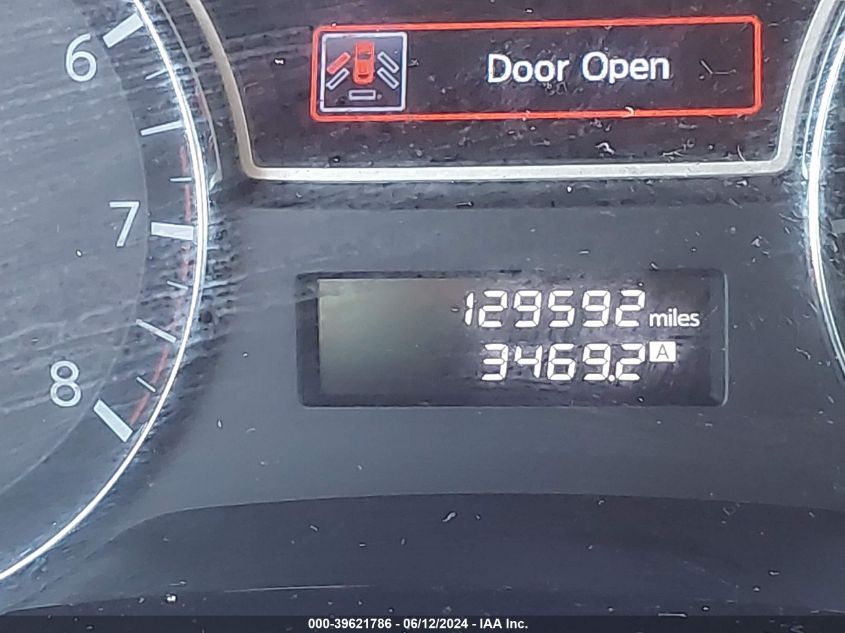 6
Door Open
7
129592 miles
3469.2 A
8
000-39621786 - 06/12/2024 - IAA Inc.